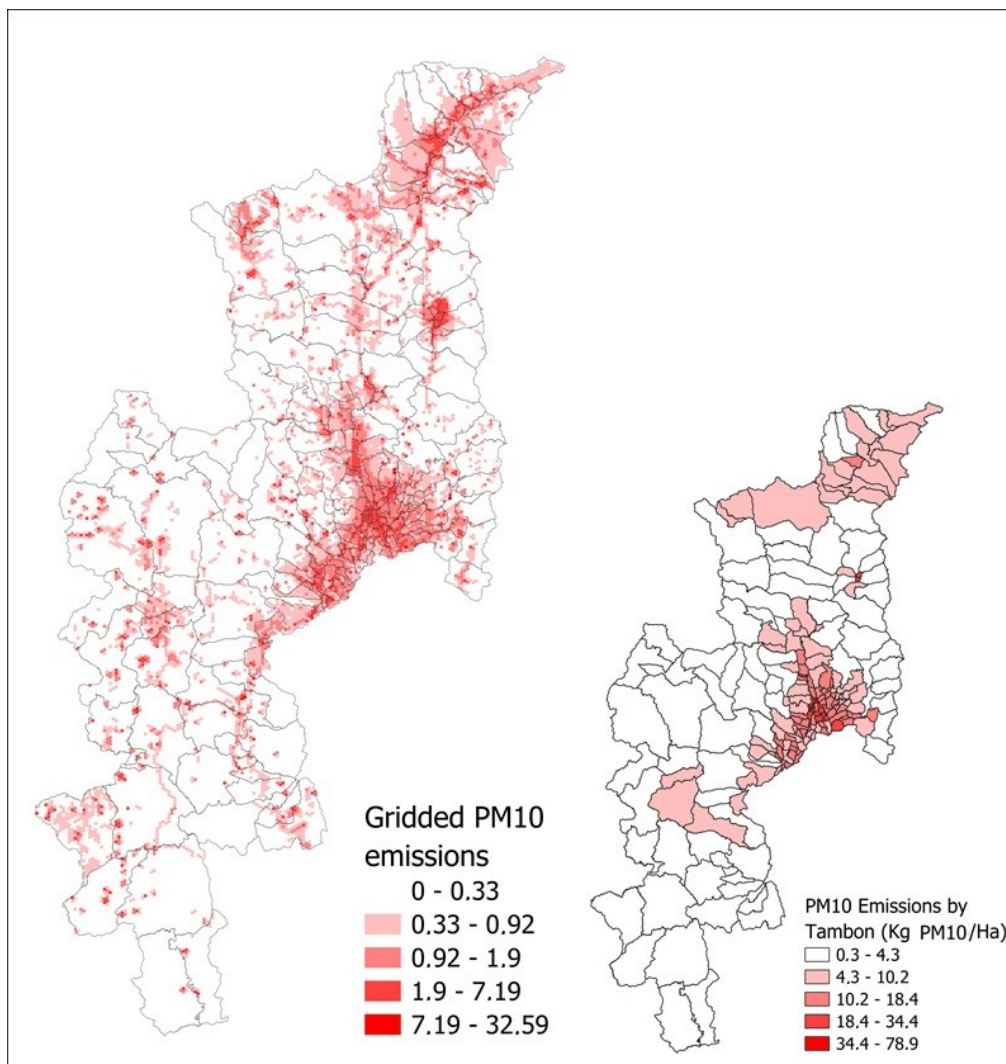 Gridded PM10
emissions
0 - 0.33
0.33 - 0.92
0.92 - 1.9
1.9 - 7.19
7.19 - 32.59
PM10 Emissions by
Tambon (Kg PM10/Ha)
0.3 - 4.3
4.3 - 10.2
10.2 - 18.4
18.4 - 34.4
34.4 - 78.9